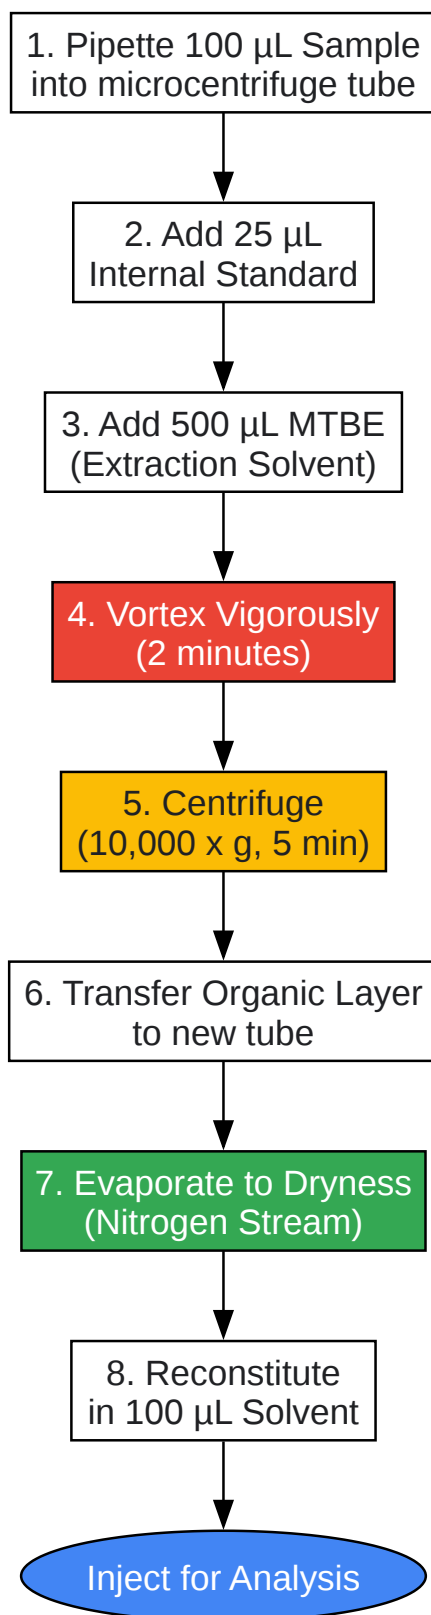 1. Pipette 100 µL Sample
into microcentrifuge tube
2. Add 25 µL
Internal Standard
3. Add 500 µL MTBE
(Extraction Solvent)
4. Vortex Vigorously
(2 minutes)
5. Centrifuge
(10,000 x g, 5 min)
6. Transfer Organic Layer
to new tube
7. Evaporate to Dryness
(Nitrogen Stream)
8. Reconstitute
in 100 µL Solvent
Inject for Analysis